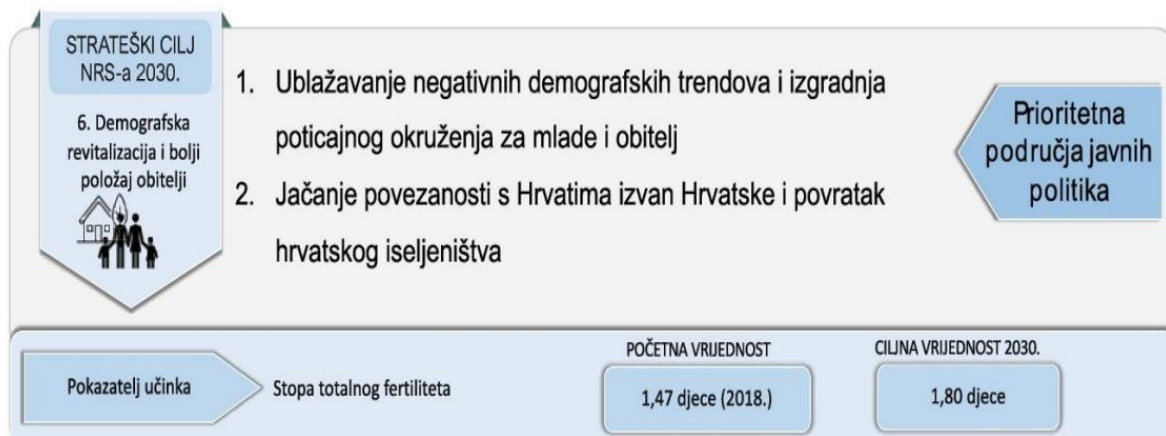 STRATEŠKI CILJ
NRS-a 2030.
6. Demografska
revitalizacija i bolji
položaj obitelji
1. Ublažavanje negativnih demografskih trendova i izgradnja
poticajnog okruženja za mlade i obitelj
2. Jačanje povezanosti s Hrvatima izvan Hrvatske i povratak
hrvatskog iseljeništva
Prioritetna
područja javnih
politika
Pokazatelj učinka
Stopa totalnog fertiliteta
POČETNA VRIJEDNOST
1,47 djece (2018.)
CILJNA VRIJEDNOST 2030.
1,80 djece